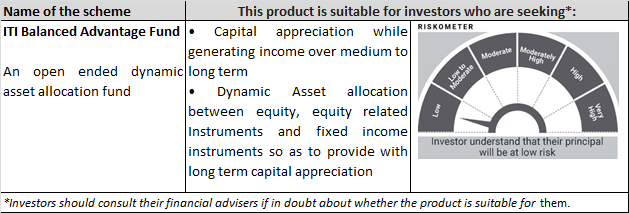 Name of the scheme
This product is suitable for investors who are seeking*:
ITI Balanced Advantage Fund
An open ended dynamic
asset allocation fund
• Capital appreciation while
generating income over medium to
long term
• Dynamic Asset allocation
between equity, equity related
Instruments and fixed income
instruments so as to provide with
long term capital appreciation
RISKOMETER
Low
Low to
Moderate
Moderate
Moderately
High
High
Very
High
Investor understand that their principal
will be at low risk
*Investors should consult their financial advisers if in doubt about whether the product is suitable for them.